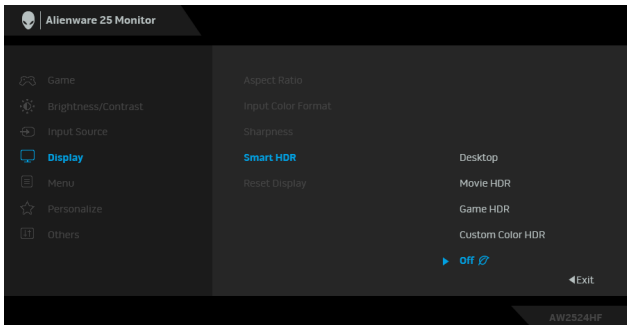 Alienware 25 Monitor
Game
Aspect Ratio
Brightness/Contrast
Input Color Format
Input Source
Sharpness
Display
Smart HDR
Desktop
Menu
Reset Display
Movie HDR
Personalize
Game HDR
Others
Custom Color HDR
Off
Exit
AW2524HF